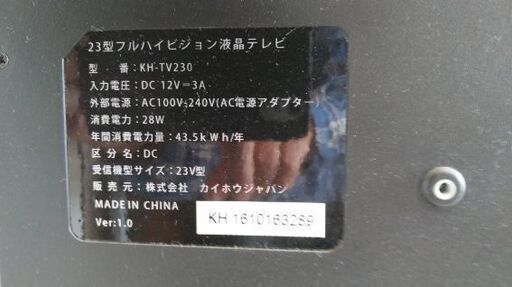 23型フルハイビジョン液晶テレビ
型　番：KH-TV230
入力電圧：DC 12V⎓3A
外部電源：AC100V-240V(AC電源アダプター)
消費電力：28W
年間消費電力量：43.5kWh/年
区分名：DC
受信機型サイズ：23V型
販売元：株式会社　カイホウジャパン
MADE IN CHINA
Ver:1.0
KH 1610163289